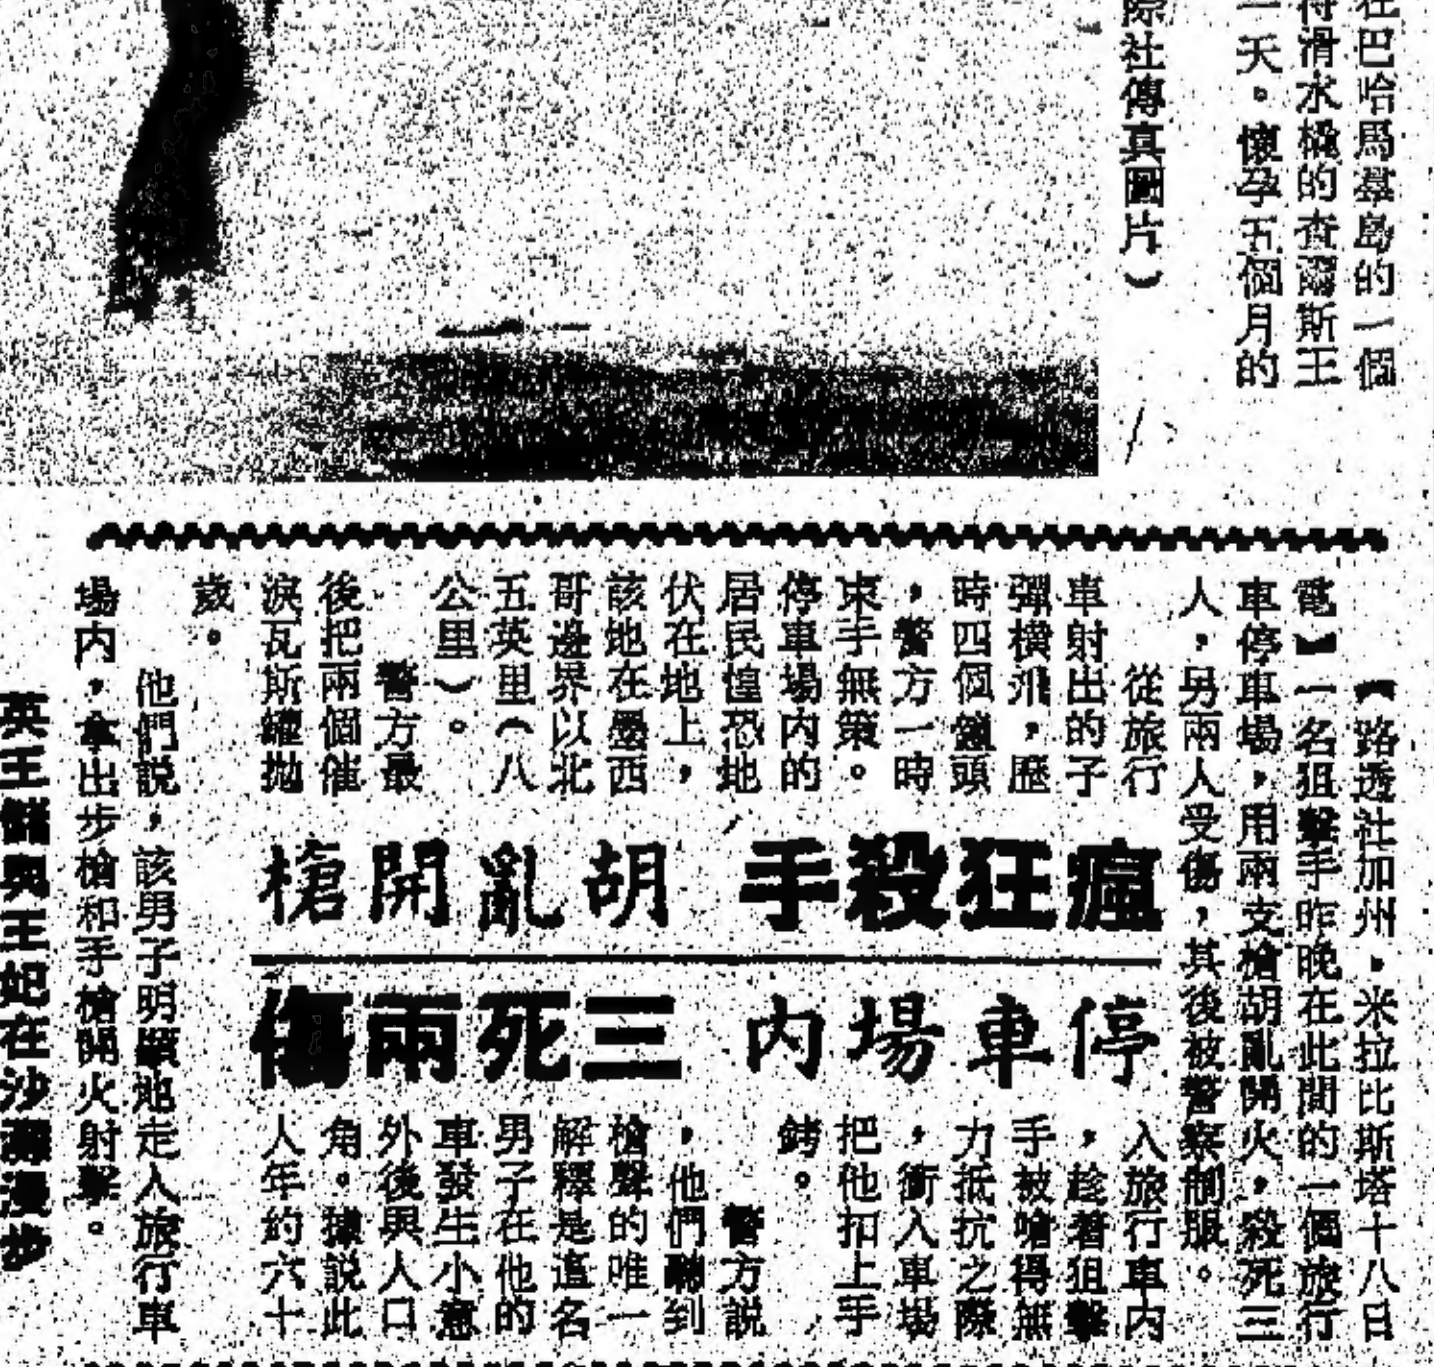 在巴哈馬羣島的一個
滑水橇的查爾斯王
一天。懷孕五個月的
際社傳真圖片)
瘋狂殺手 胡亂開槍
停車場內 三死兩傷
【路透社加州.米拉比斯塔十八日
電】一名狙擊手昨晚在此間的一個旅行
車停車場,用兩支槍胡亂開火,殺死三
人,另兩人受傷,其後被警察制服。
從旅行
車射出的子
彈橫飛,歷
時四個鐘頭
,警方一時
束手無策。
停車場內的
居民惶恐地
伏在地上,
該地在墨西
哥邊界以北
五英里(八
公里)。
警方最
後把兩個催
淚瓦斯罐拋
入旅行車內
,趁着狙擊
手被嗆得無
力抵抗之際
,衝入車場
把他扣上手
銬。
警方說
,他們聽到
槍聲的唯一
解釋是這名
男子在他的
車發生小意
外後與人口
角。據說此
人年約六十
歲。
他們說,該男子明顯地走入旅行車
場內,拿出步槍和手槍開火射擊。
英王儲與王妃在沙灘漫步